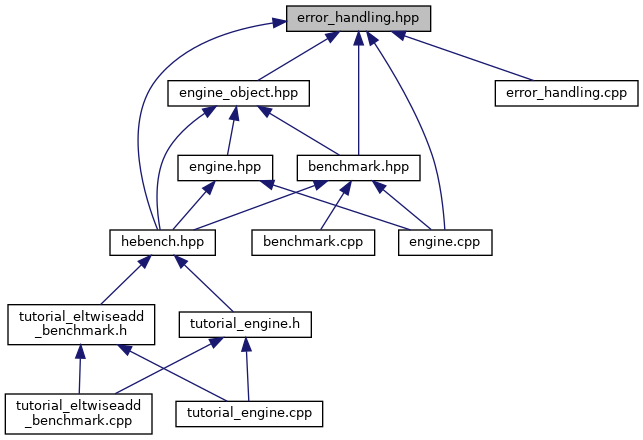 error_handling.hpp
engine_object.hpp
error_handling.cpp
engine.hpp
benchmark.hpp
hebench.hpp
benchmark.cpp
engine.cpp
tutorial_eltwiseadd
_benchmark.h
tutorial_engine.h
tutorial_eltwiseadd
_benchmark.cpp
tutorial_engine.cpp